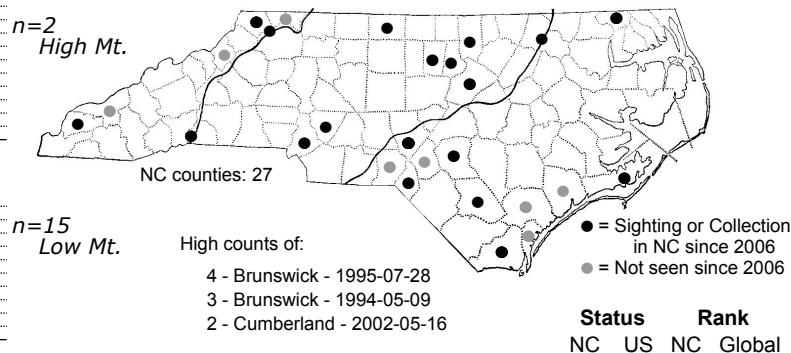 n=2
High Mt.
NC counties: 27
n=15
Low Mt.
High counts of:
4 - Brunswick - 1995-07-28
3 - Brunswick - 1994-05-09
2 - Cumberland - 2002-05-16
= Sighting or Collection
in NC since 2006
= Not seen since 2006
Status Rank
NC US NC Global